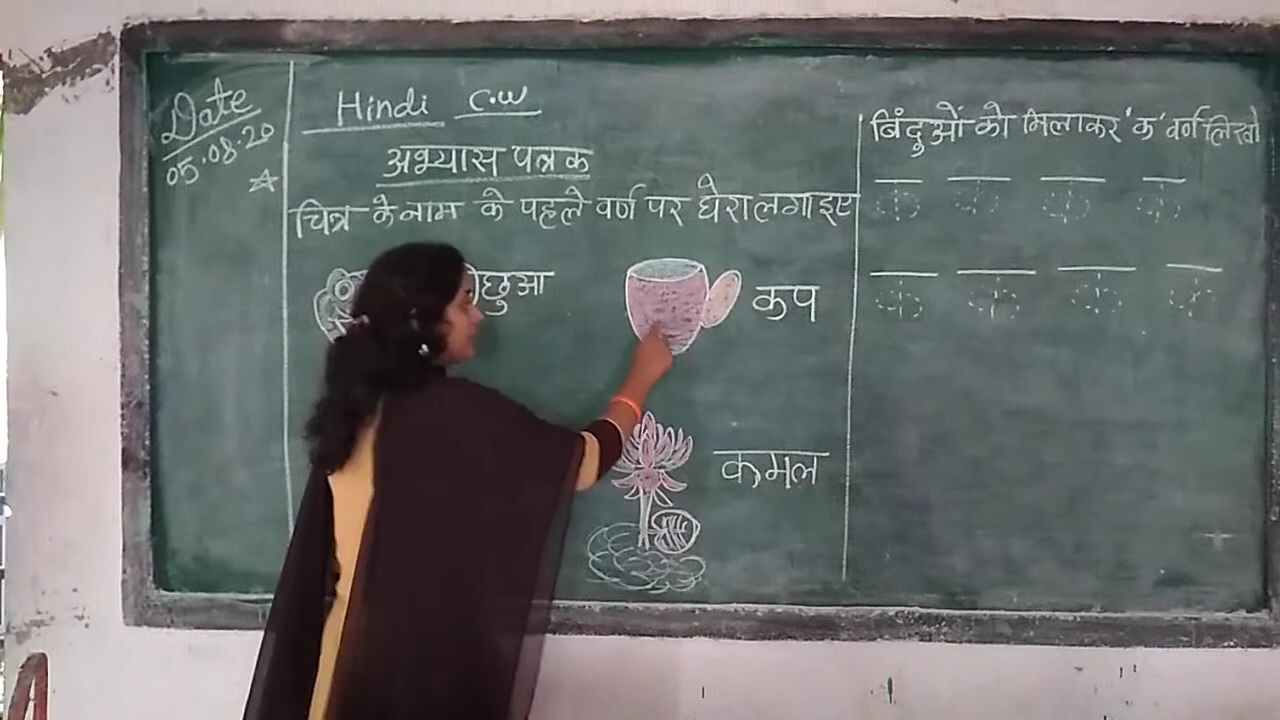 Date
05.08.20
Hindi C.W
अभ्यास पत्रक
चित्र के नाम के पहले वर्ण पर घेरा लगाइए
छुआ
कप
कमल
बिंदुओं को मिलाकर 'क' वर्ण लिखो
क क क क
क क क क